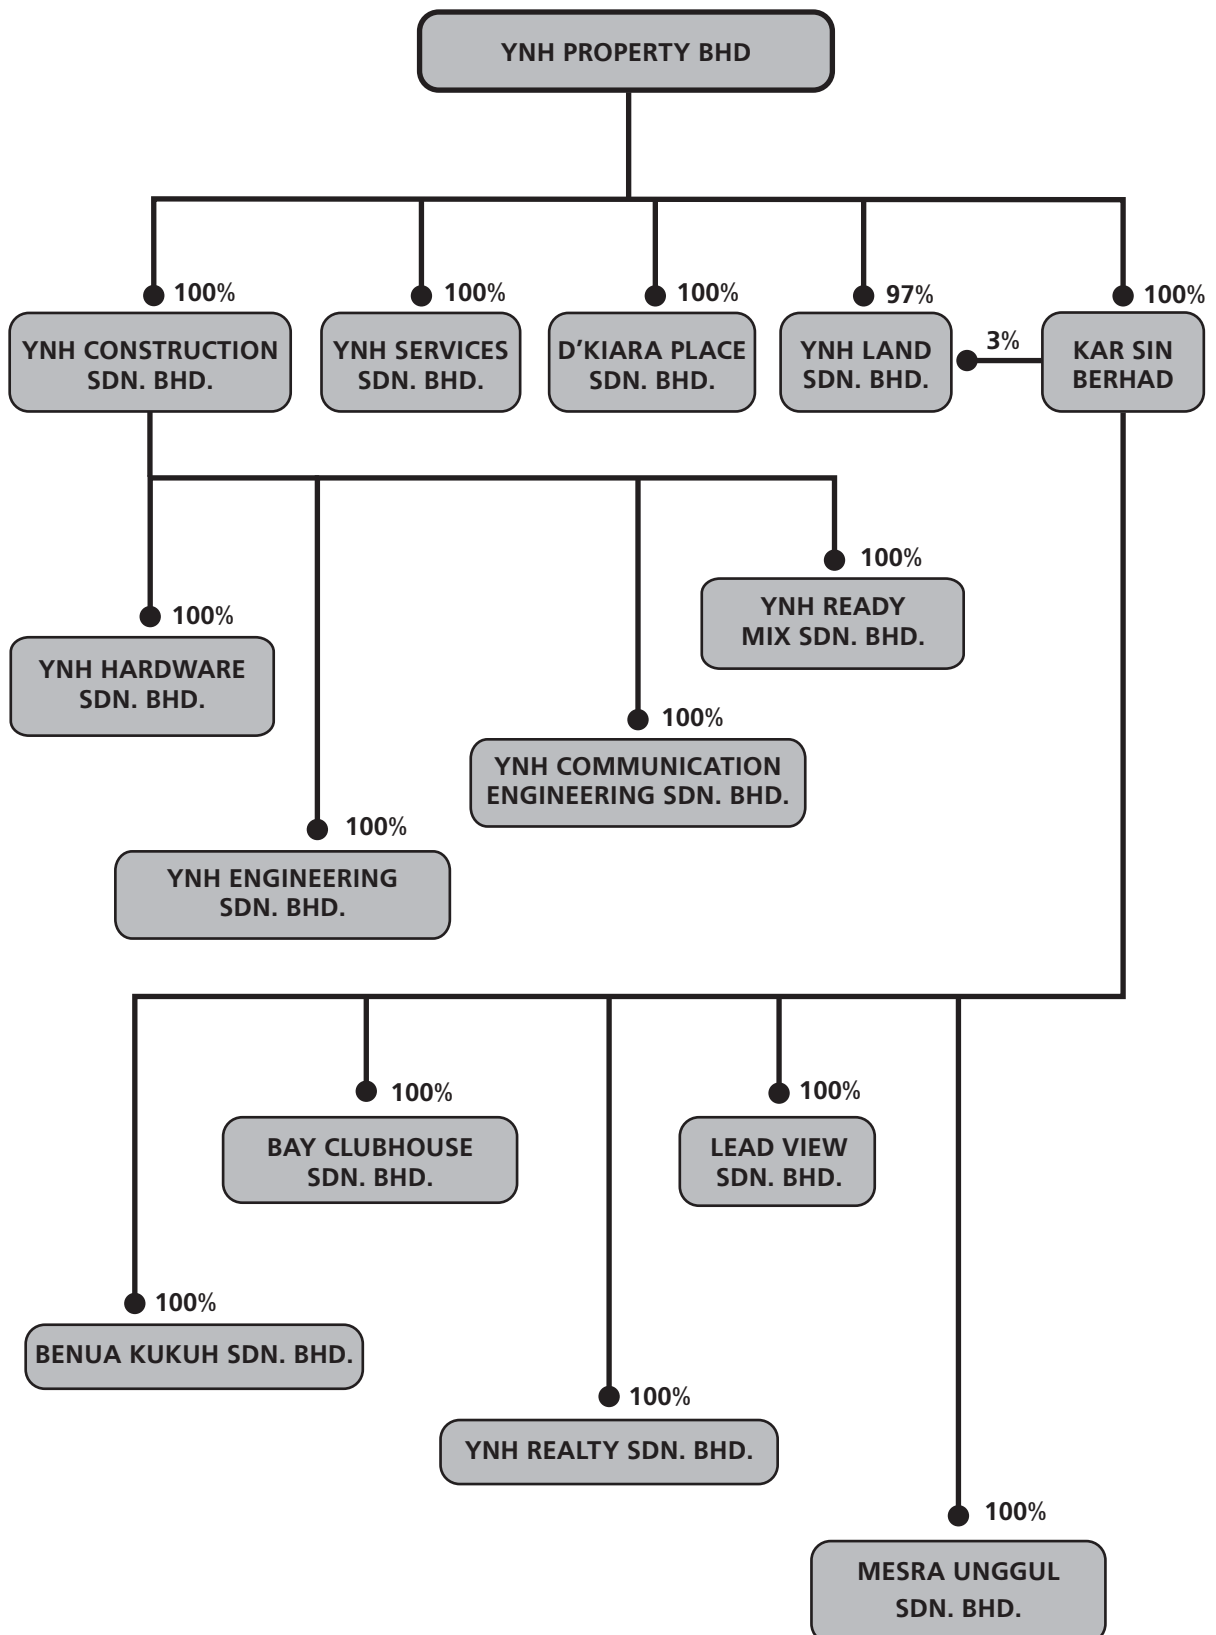 YNH PROPERTY BHD
100%
100%
100%
97%
100%
YNH CONSTRUCTION
SDN. BHD.
YNH SERVICES
SDN. BHD.
D'KIARA PLACE
SDN. BHD.
YNH LAND
SDN. BHD.
3%
KAR SIN
BERHAD
100%
YNH READY
MIX SDN. BHD.
100%
YNH HARDWARE
SDN. BHD.
100%
YNH COMMUNICATION
ENGINEERING SDN. BHD.
100%
YNH ENGINEERING
SDN. BHD.
100%
BAY CLUBHOUSE
SDN. BHD.
100%
LEAD VIEW
SDN. BHD.
100%
BENUA KUKUH SDN. BHD.
100%
YNH REALTY SDN. BHD.
100%
MESRA UNGGUL
SDN. BHD.